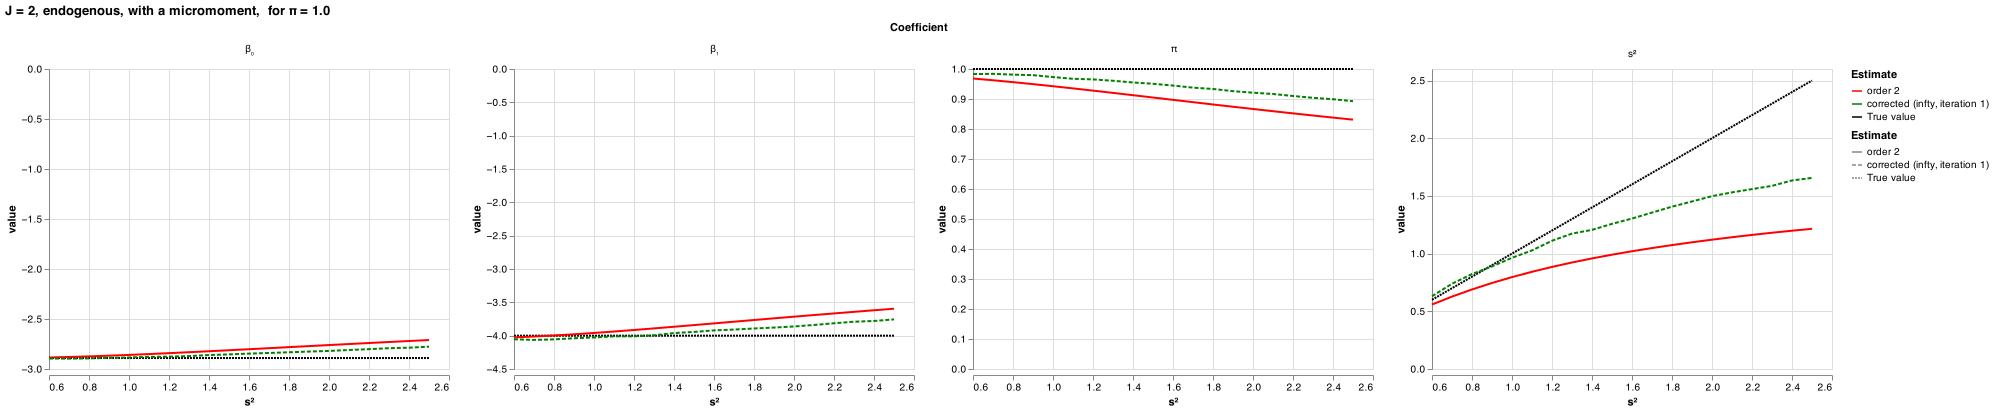 J = 2, endogenous, with a micromoment, for π = 1.0
Coefficient
β₀
β₁
π
s²
0.0
−0.5
−1.0
−1.5
−2.0
−2.5
−3.0
value
0.6 0.8 1.0 1.2 1.4 1.6 1.8 2.0 2.2 2.4 2.6
s²
0.0
−0.5
−1.0
−1.5
−2.0
−2.5
−3.0
−3.5
−4.0
−4.5
value
0.6 0.8 1.0 1.2 1.4 1.6 1.8 2.0 2.2 2.4 2.6
s²
1.0
0.9
0.8
0.7
0.6
0.5
0.4
0.3
0.2
0.1
0.0
value
0.6 0.8 1.0 1.2 1.4 1.6 1.8 2.0 2.2 2.4 2.6
s²
2.5
2.0
1.5
1.0
0.5
0.0
value
0.6 0.8 1.0 1.2 1.4 1.6 1.8 2.0 2.2 2.4 2.6
s²
Estimate
order 2
corrected (infty, iteration 1)
True value
Estimate
order 2
corrected (infty, iteration 1)
True value